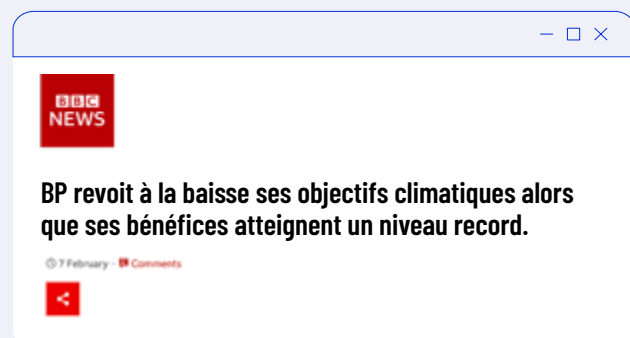 BBC
NEWS
BP revoit à la baisse ses objectifs climatiques alors
que ses bénéfices atteignent un niveau record.
7 February - Comments